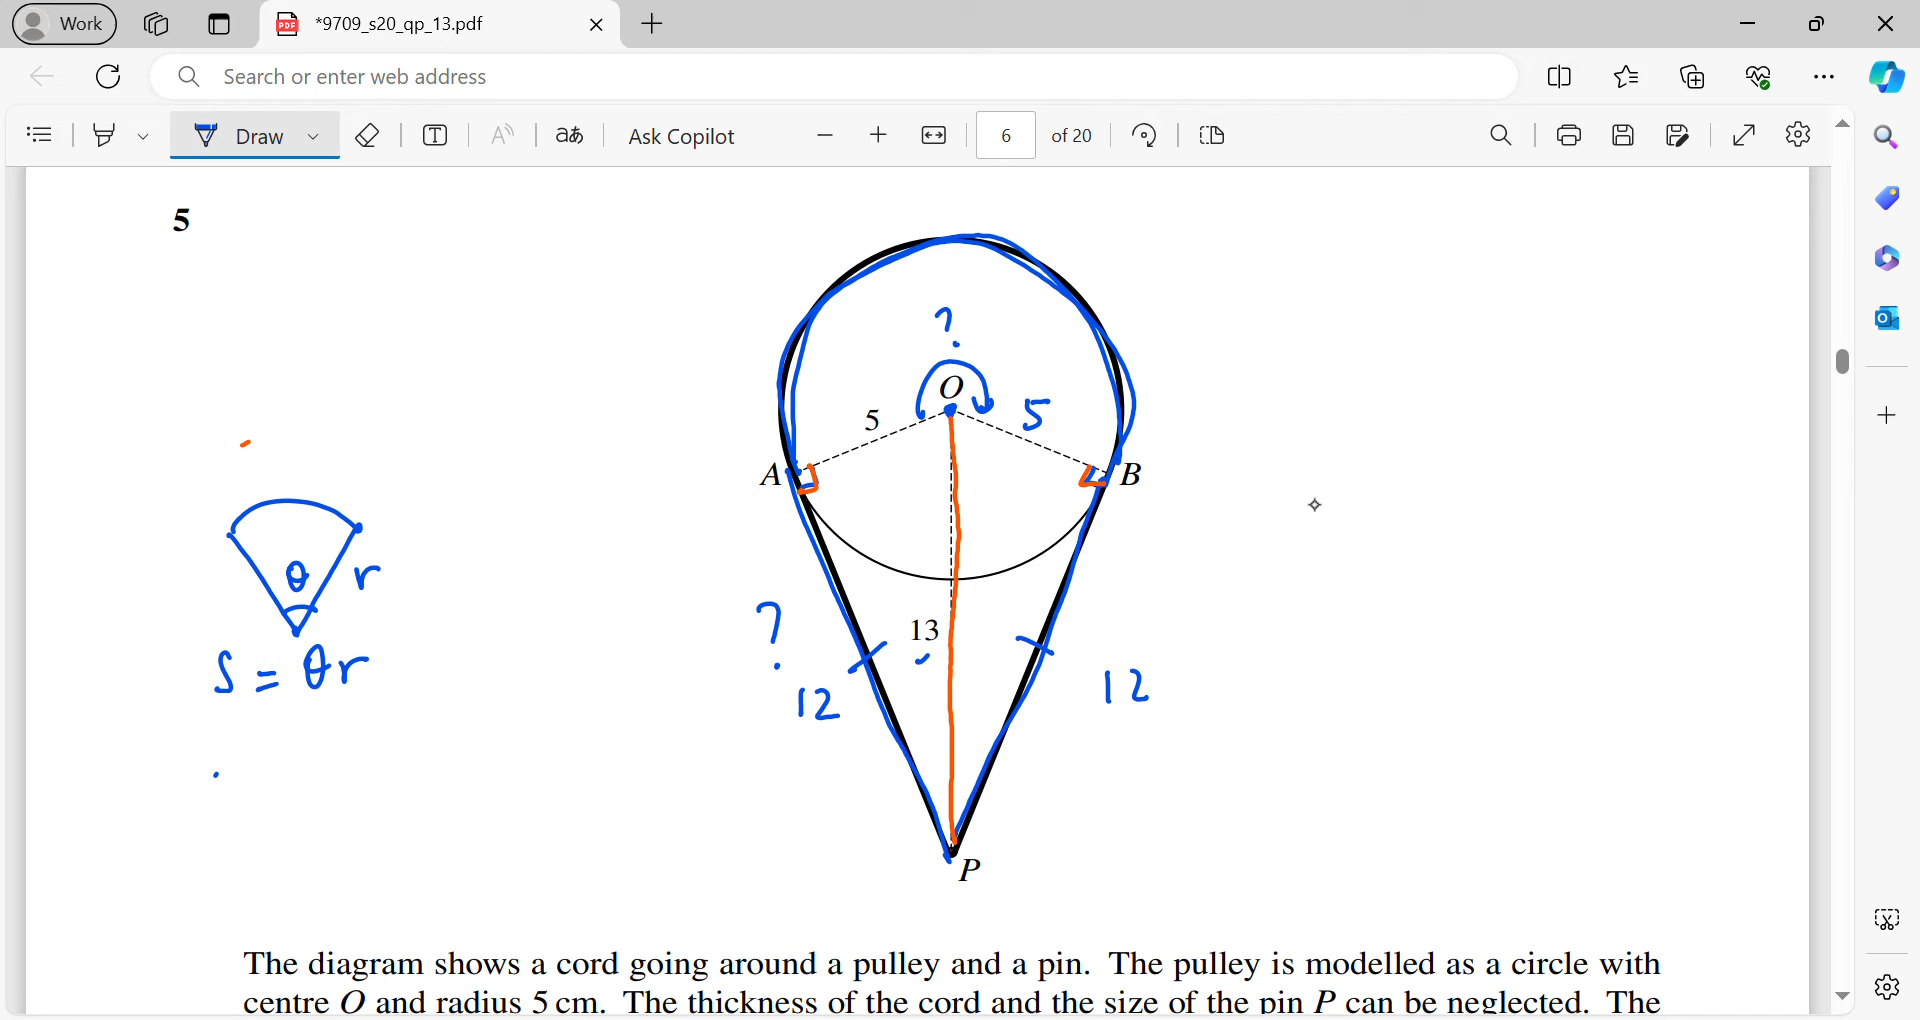 Work
*9709_s20_qp_13.pdf
Search or enter web address
Draw
T
A
aあ
Ask Copilot
6
of 20
5
?
O
5
5
A
B
θ
r
S = θr
?
13
12
12
P
The diagram shows a cord going around a pulley and a pin. The pulley is modelled as a circle with
centre O and radius 5 cm. The thickness of the cord and the size of the pin P can be neglected. The